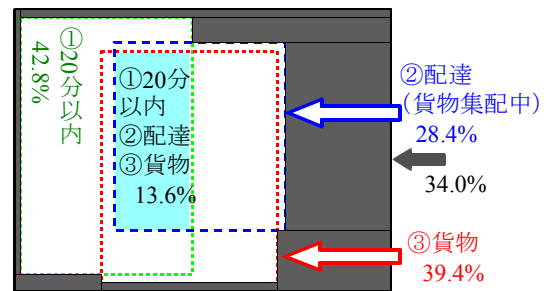 ①20分以内
42.8%
①20分
以内
②配達
③貨物
13.6%
②配達
(貨物集配中)
28.4%
34.0%
③貨物
39.4%